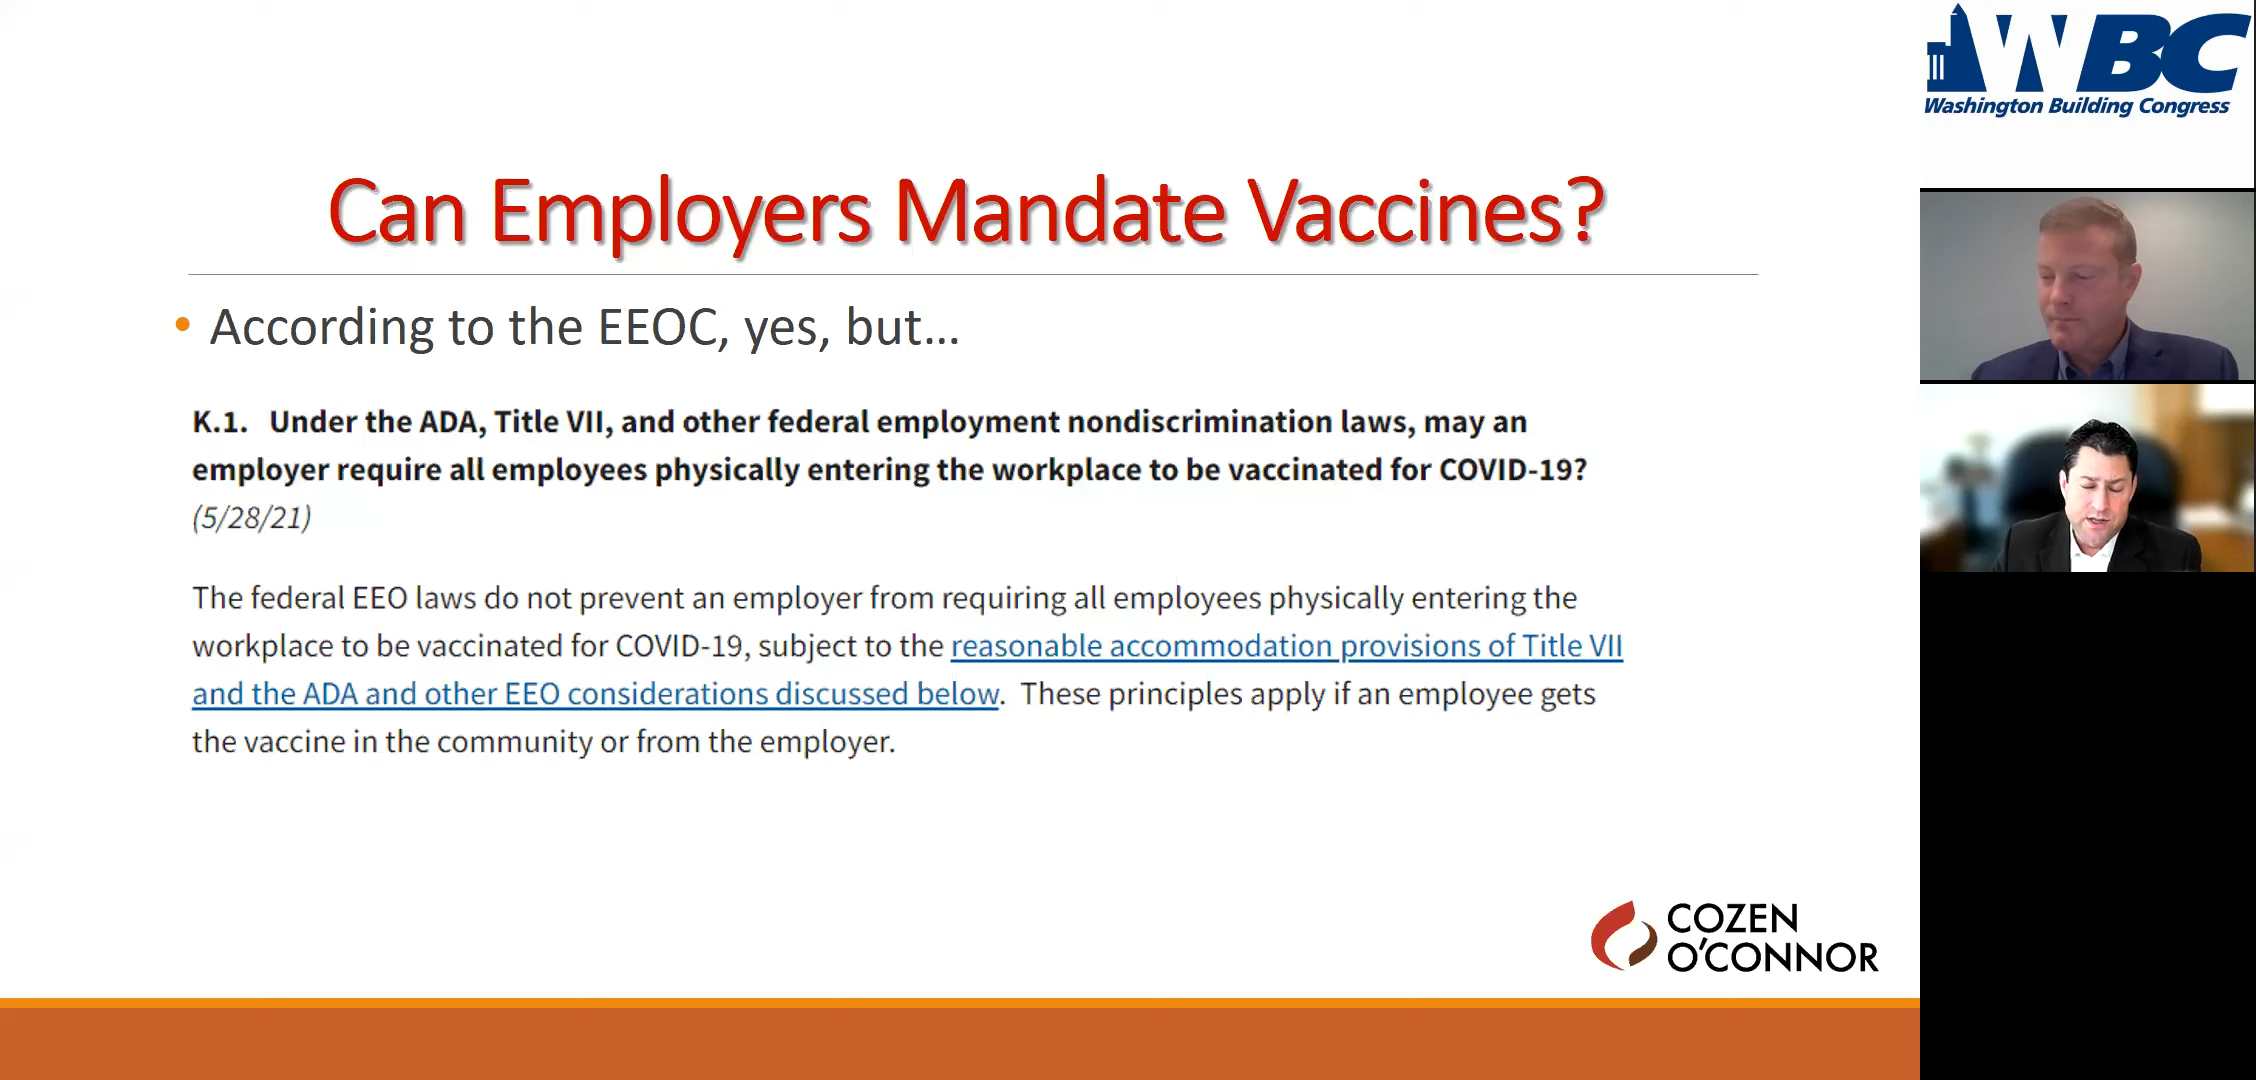 Can Employers Mandate Vaccines?
• According to the EEOC, yes, but...
K.1. Under the ADA, Title VII, and other federal employment nondiscrimination laws, may an
employer require all employees physically entering the workplace to be vaccinated for COVID-19?
(5/28/21)
The federal EEO laws do not prevent an employer from requiring all employees physically entering the
workplace to be vaccinated for COVID-19, subject to the reasonable accommodation provisions of Title VII
and the ADA and other EEO considerations discussed below. These principles apply if an employee gets
the vaccine in the community or from the employer.
COZEN
O'CONNOR
WBC
Washington Building Congress